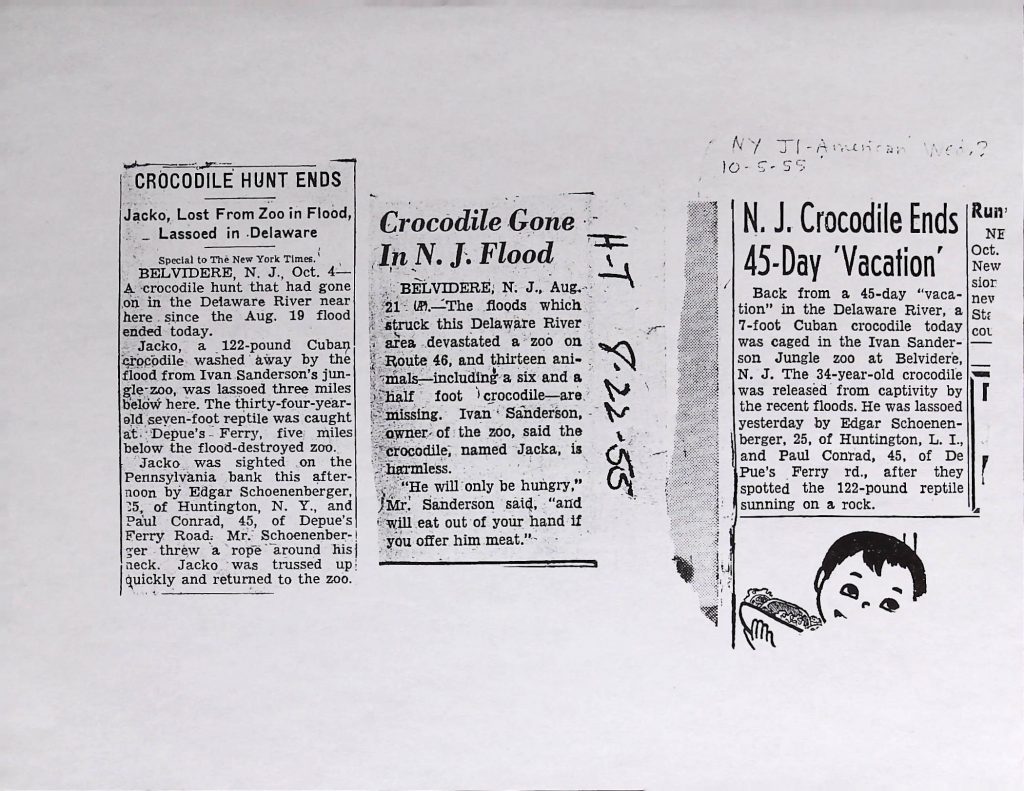 CROCODILE HUNT ENDS
Jacko, Lost From Zoo in Flood,
Lassoed in Delaware
Special to The New York Times.
BELVIDERE, N. J., Oct. 4—
A crocodile hunt that had gone
on in the Delaware River near
here since the Aug. 19 flood
ended today.
Jacko, a 122-pound Cuban
crocodile washed away by the
flood from Ivan Sanderson's jun-
gle zoo, was lassoed three miles
below here. The thirty-four-year-
old seven-foot reptile was caught
at Depue's Ferry, five miles
below the flood-destroyed zoo.
Jacko was sighted on the
Pennsylvania bank this after-
noon by Edgar Schoenenberger,
25, of Huntington, N. Y., and
Paul Conrad, 45, of Depue's
Ferry Road. Mr. Schoenenber-
ger threw a rope around his
neck. Jacko was trussed up
quickly and returned to the zoo.
Crocodile Gone
In N. J. Flood
BELVIDERE, N. J., Aug.
21 (AP).—The floods which
struck this Delaware River
area devastated a zoo on
Route 46, and thirteen ani-
mals—including a six and a
half foot crocodile—are
missing. Ivan Sanderson,
owner of the zoo, said the
crocodile, named Jacka, is
harmless.
"He will only be hungry,"
Mr. Sanderson said, "and
will eat out of your hand if
you offer him meat."
H-T 8-22-55
NY Jl-American Wed.?
10-5-55
N. J. Crocodile Ends
45-Day 'Vacation'
Back from a 45-day "vaca-
tion" in the Delaware River, a
7-foot Cuban crocodile today
was caged in the Ivan Sander-
son Jungle zoo at Belvidere,
N. J. The 34-year-old crocodile
was released from captivity by
the recent floods. He was lassoed
yesterday by Edgar Schoenen-
berger, 25, of Huntington, L. I.,
and Paul Conrad, 45, of De
Pue's Ferry rd., after they
spotted the 122-pound reptile
sunning on a rock.
Run'
NE
Oct.
New
sior
nev
Sta
cou